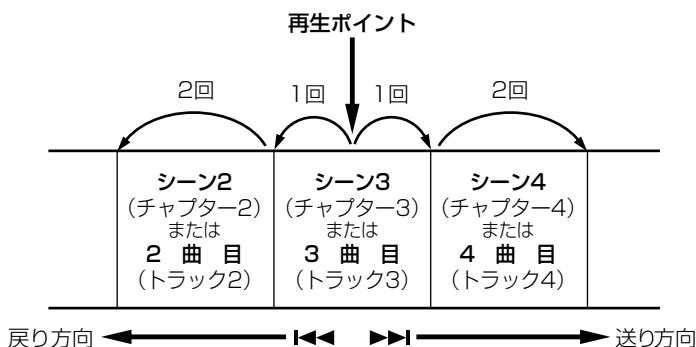 再生ポイント
2回 1回 1回 2回
シーン2 シーン3 シーン4
（チャプター2） （チャプター3） （チャプター4）
または または または
2 曲 目 3 曲 目 4 曲 目
（トラック2） （トラック3） （トラック4）
戻り方向 送り方向